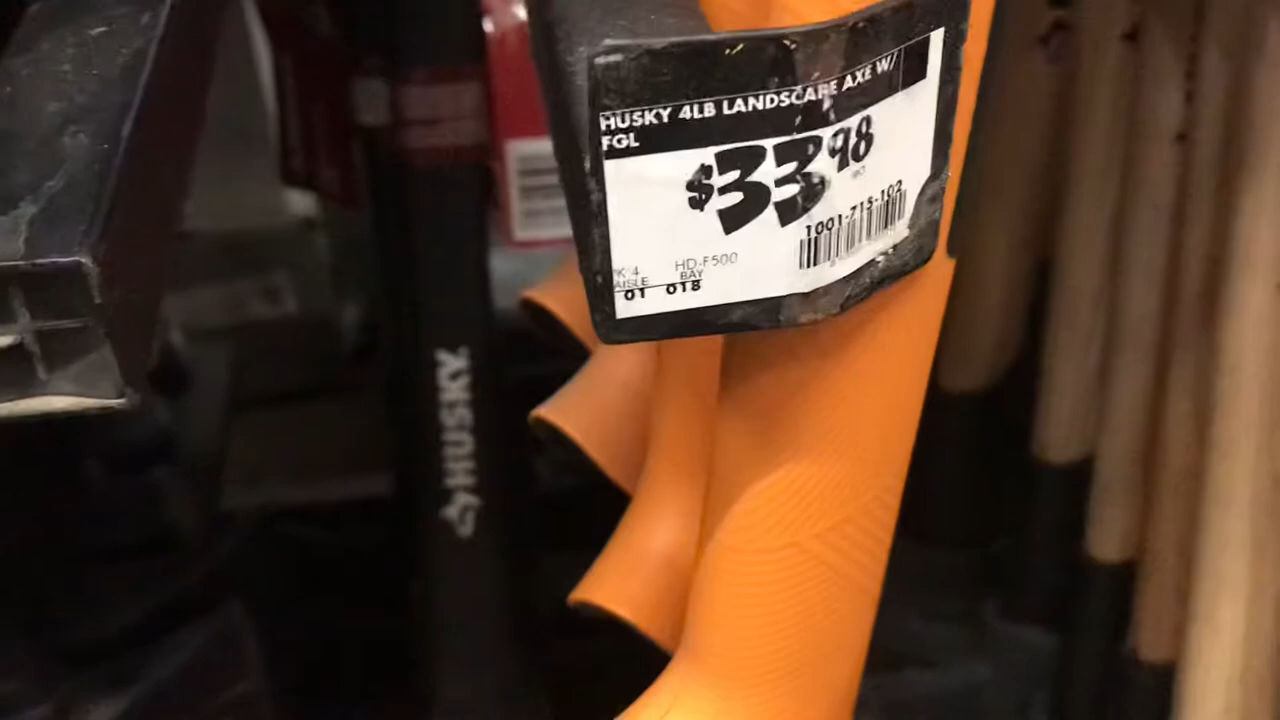 HUSKY 4LB LANDSCAPE AXE W/
FGL
$33 98
1001-715-102
HD-F500
AISLE BAY
01 018
HUSKY